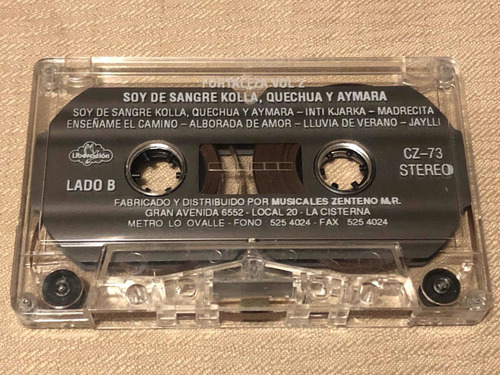 FORTALEZA VOL 2
SOY DE SANGRE KOLLA, QUECHUA Y AYMARA
SOY DE SANGRE KOLLA, QUECHUA Y AYMARA – INTI KJARKA – MADRECITA
ENSEÑAME EL CAMINO – ALBORADA DE AMOR – LLUVIA DE VERANO – JAYLLI
Liberación
LADO B
CZ-73
STEREO
FABRICADO Y DISTRIBUIDO POR MUSICALES ZENTENO M.R.
GRAN AVENIDA 6552 - LOCAL 20 - LA CISTERNA
METRO LO OVALLE - FONO 525 4024 - FAX 525 4024